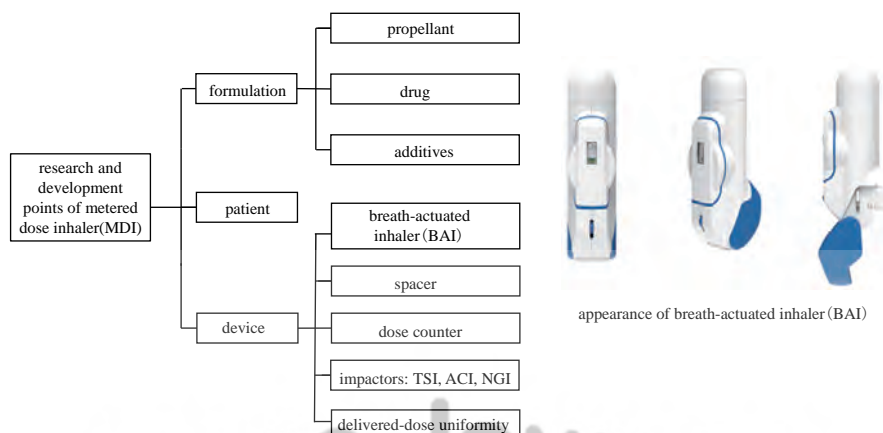 propellant
formulation
drug
additives
research and
development
points of metered
dose inhaler(MDI)
patient
breath-actuated
inhaler (BAI)
spacer
device
dose counter
impactors: TSI, ACI, NGI
delivered-dose uniformity
appearance of breath-actuated inhaler (BAI)